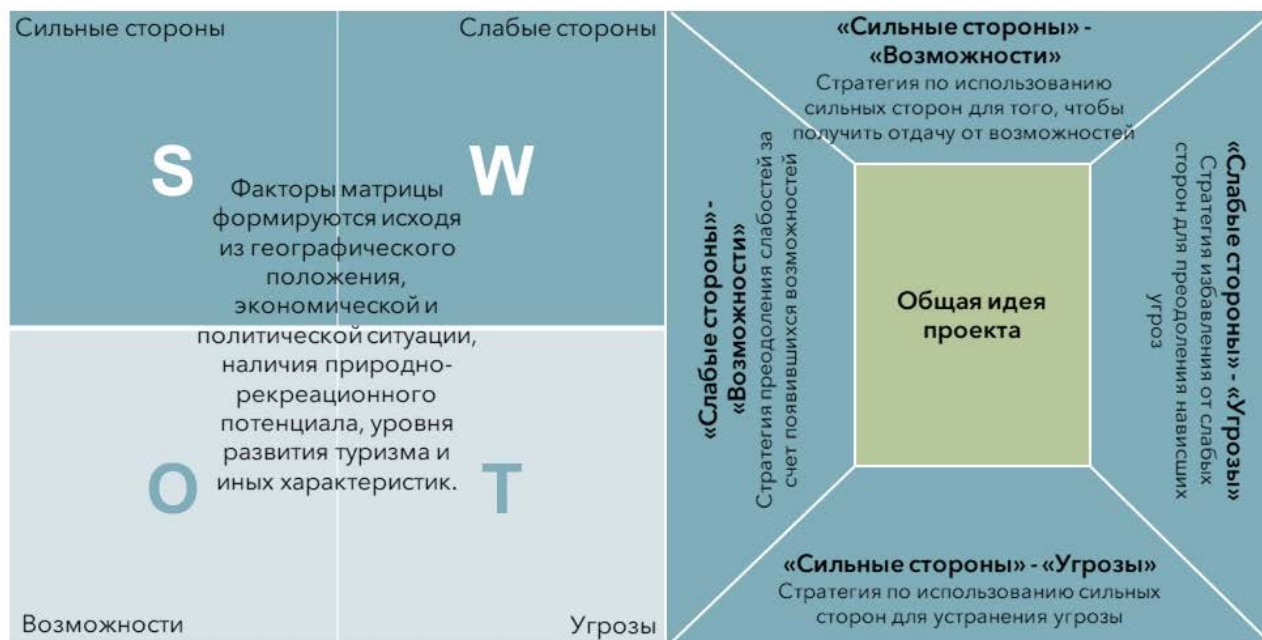 Сильные стороны
Слабые стороны
S
W
Факторы матрицы
формируются исходя
из географического
положения,
экономической и
политической ситуации,
наличия природно-
рекреационного
потенциала, уровня
развития туризма и
иных характеристик.
O
T
Возможности
Угрозы
«Сильные стороны» -
«Возможности»
Стратегия по использованию
сильных сторон для того, чтобы
получить отдачу от возможностей
«Слабые стороны» -
«Возможности»
Стратегия преодоления слабостей за
счет появившихся возможностей
Общая идея
проекта
«Слабые стороны» - «Угрозы»
Стратегия избавления от слабых
сторон для преодоления нависших
угроз
«Сильные стороны» - «Угрозы»
Стратегия по использованию сильных
сторон для устранения угрозы